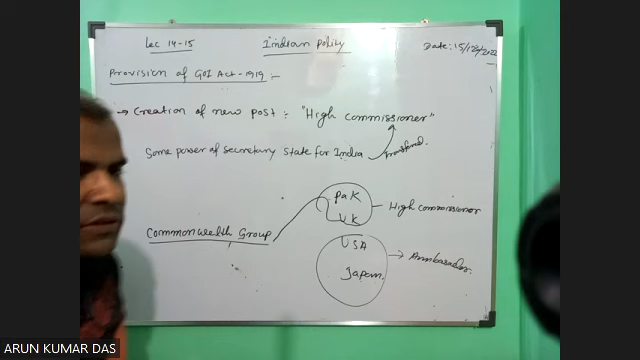 Lec 14-15
Indian Polity
Date: 15/12/2022
Provision of GOI Act-1919 :-
→ Creation of new post : "High Commissioner"
Some power of secretary state for India
transferred.
Commonwealth Group
Pak
UK
High Commissioner
USA
Japan.
Ambassador.
ARUN KUMAR DAS